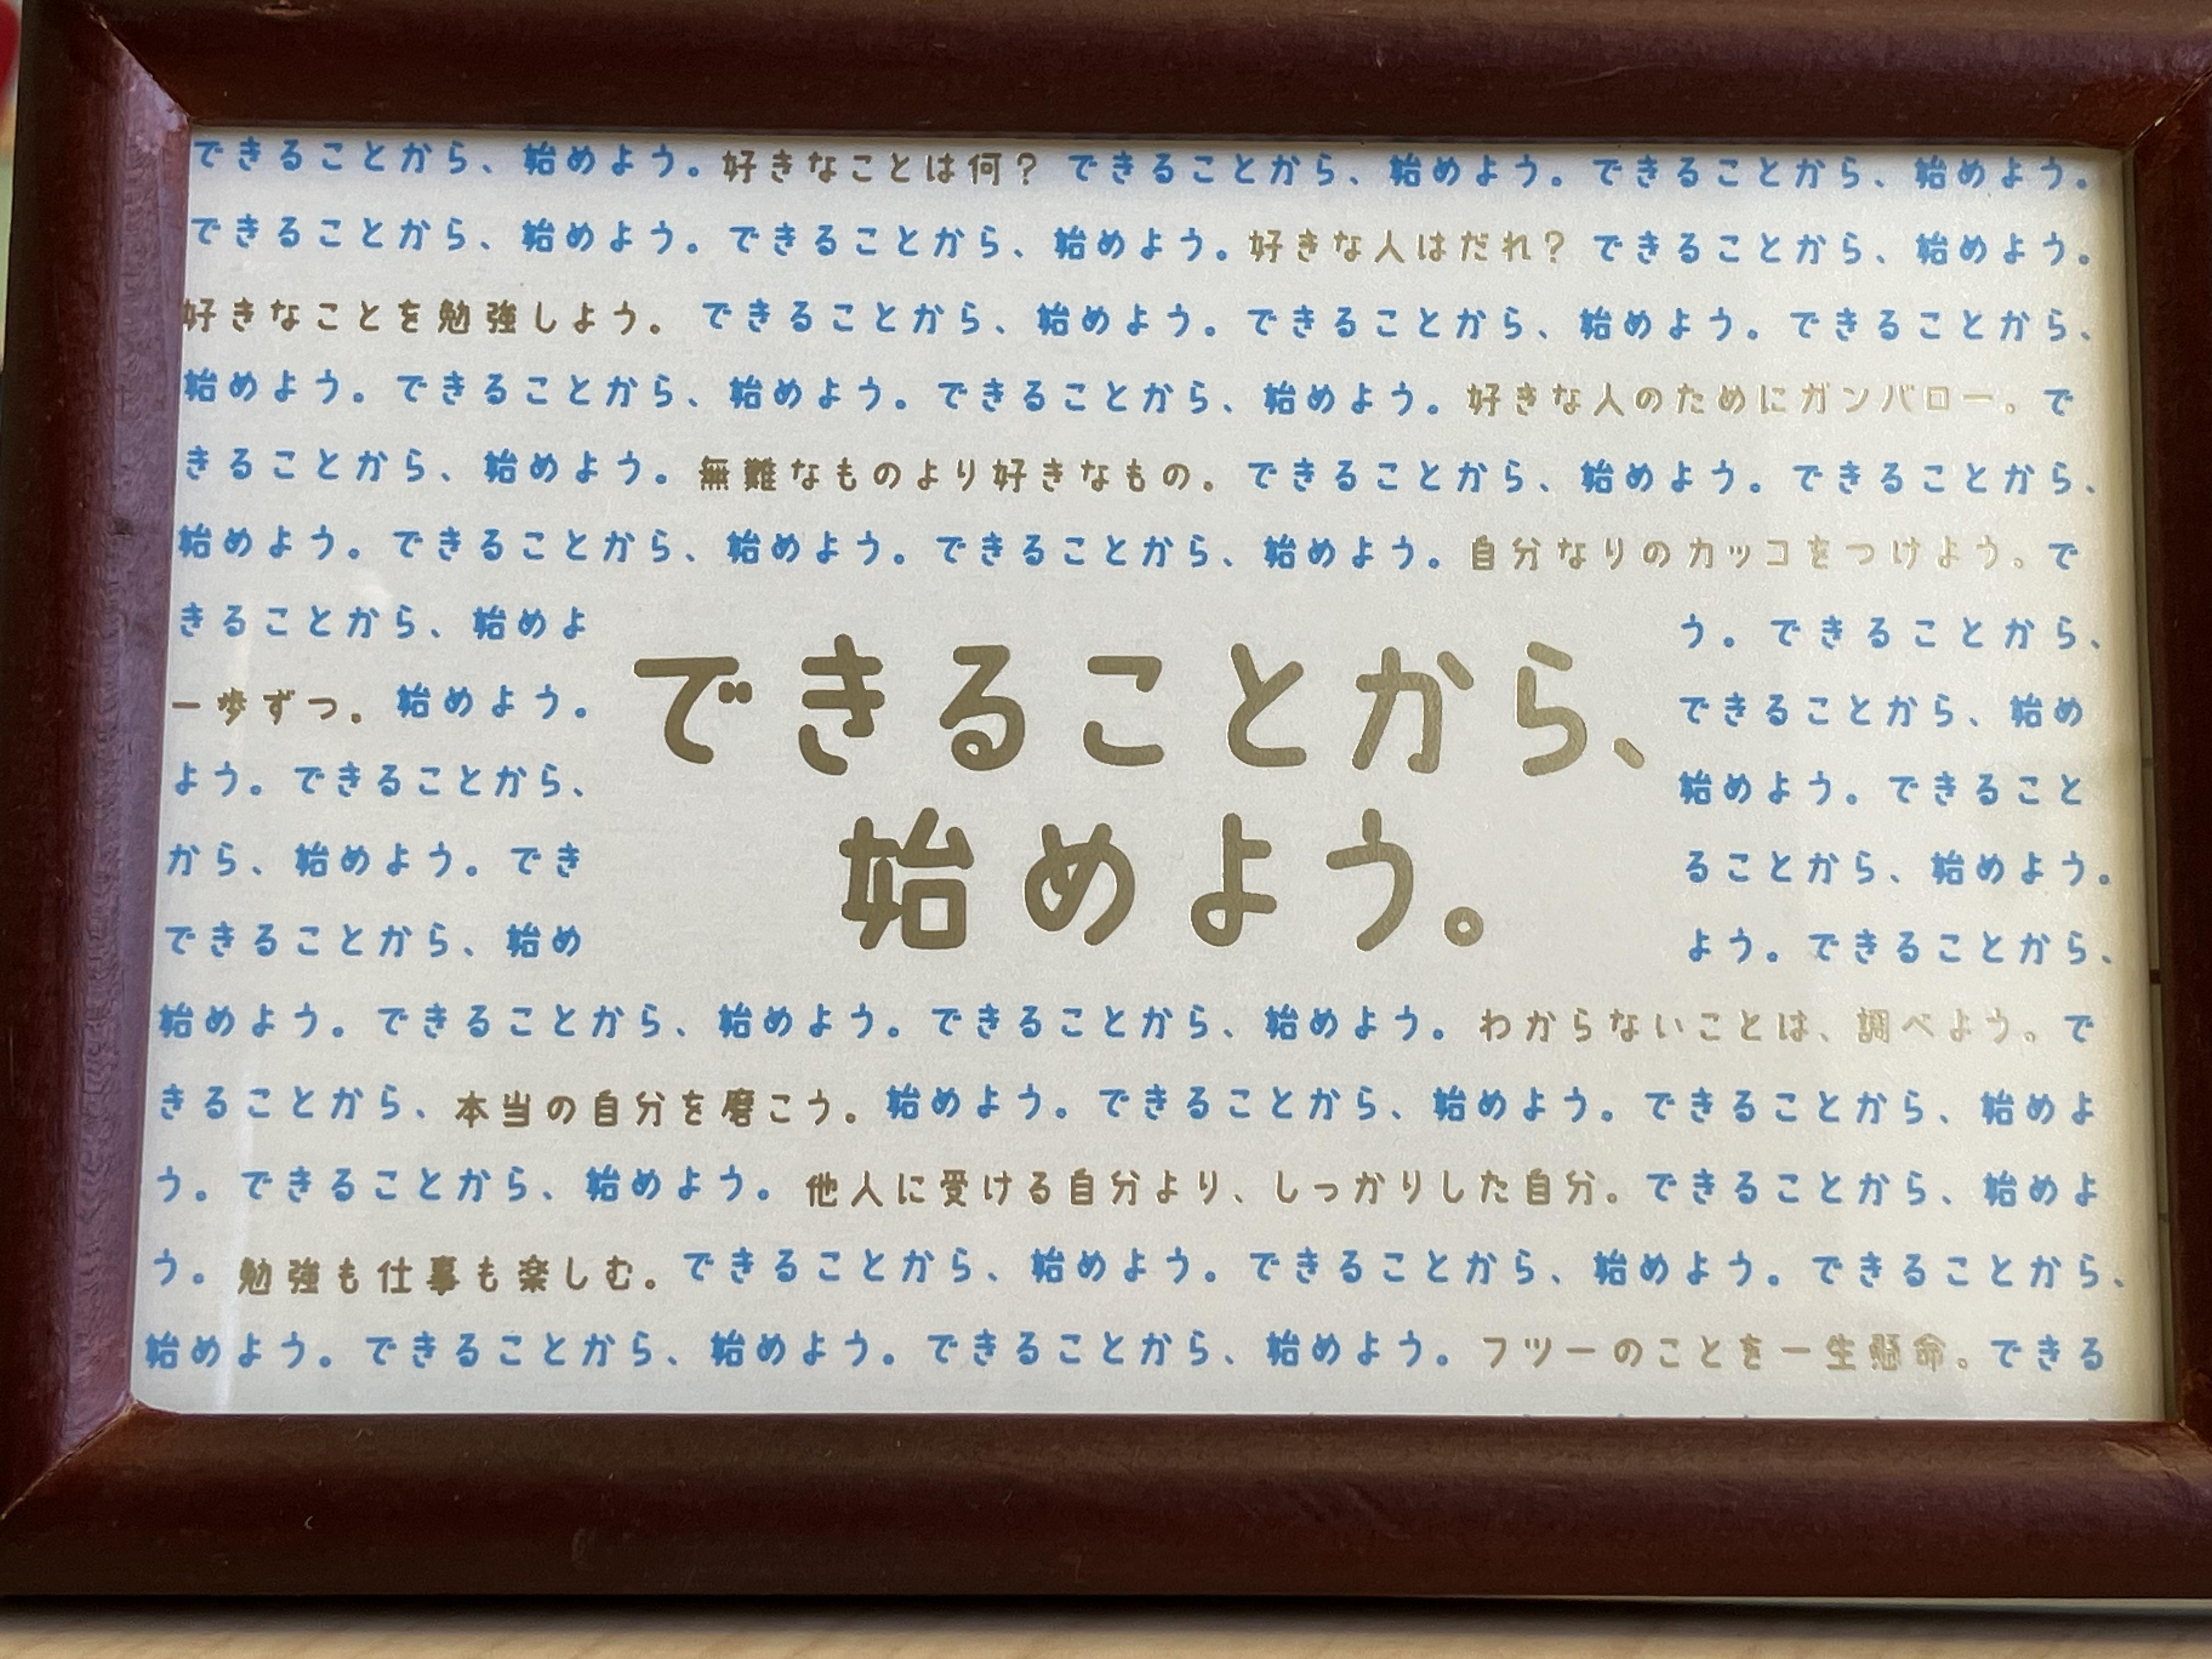 できることから、始めよう。好きなことは何？できることから、始めよう。できることから、始めよう。
できることから、始めよう。できることから、始めよう。好きな人はだれ？できることから、始めよう。
好きなことを勉強しよう。できることから、始めよう。できることから、始めよう。できることから、
始めよう。できることから、始めよう。できることから、始めよう。好きな人のためにガンバロー。で
きることから、始めよう。無難なものより好きなもの。できることから、始めよう。できることから、
始めよう。できることから、始めよう。できることから、始めよう。自分なりのカッコをつけよう。で
きることから、始めよ
う。できることから、
一歩ずつ。始めよう。
できることから、始め
よう。できることから、
始めよう。できること
から、始めよう。でき
ることから、始めよう。
できることから、始め
よう。できることから、
できることから、
始めよう。
始めよう。できることから、始めよう。できることから、始めよう。わからないことは、調べよう。で
きることから、本当の自分を磨こう。始めよう。できることから、始めよう。できることから、始めよ
う。できることから、始めよう。他人に受ける自分より、しっかりした自分。できることから、始めよ
う。勉強も仕事も楽しむ。できることから、始めよう。できることから、始めよう。できることから、
始めよう。できることから、始めよう。できることから、始めよう。フツーのことを一生懸命。できる